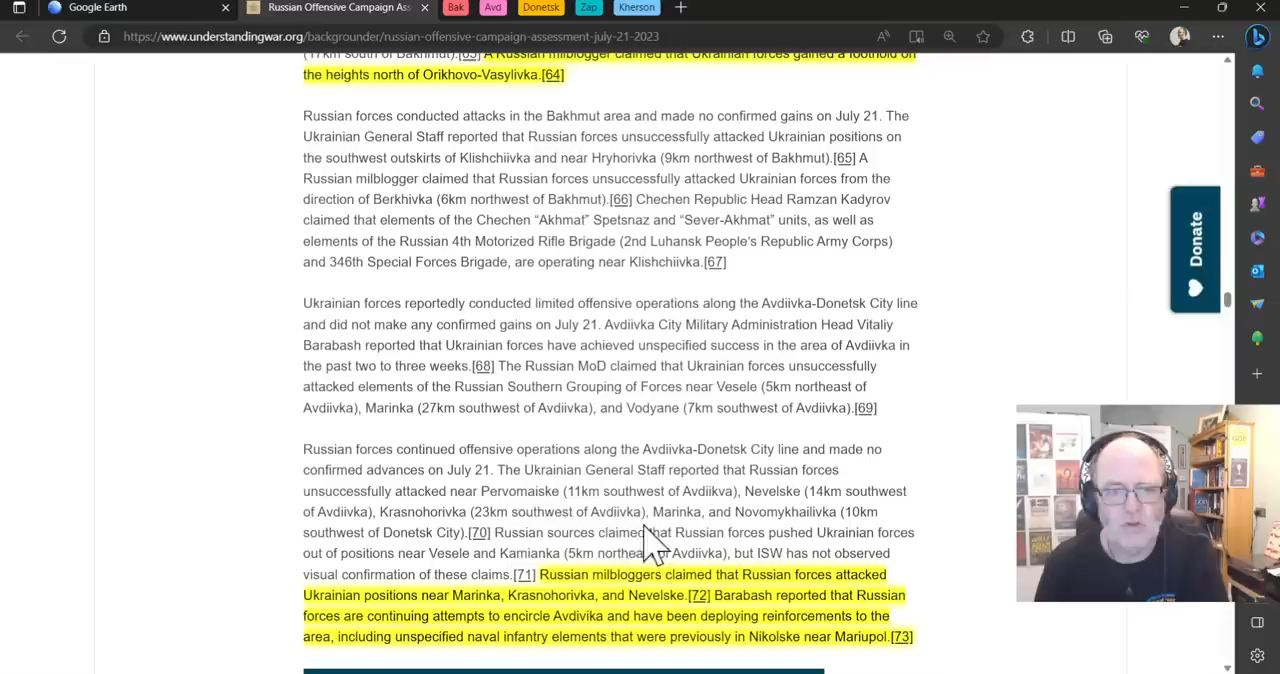 Google Earth
Russian Offensive Campaign Ass
Bak
Avd
Donetsk
Zap
Kherson
https://www.understandingwar.org/backgrounder/russian-offensive-campaign-assessment-july-21-2023
(11km south of Bakhmut).[63] A Russian milblogger claimed that Ukrainian forces gained a foothold on
the heights north of Orikhovo-Vasylivka.[64]
Russian forces conducted attacks in the Bakhmut area and made no confirmed gains on July 21. The
Ukrainian General Staff reported that Russian forces unsuccessfully attacked Ukrainian positions on
the southwest outskirts of Klishchiivka and near Hryhorivka (9km northwest of Bakhmut).[65] A
Russian milblogger claimed that Russian forces unsuccessfully attacked Ukrainian forces from the
direction of Berkhivka (6km northwest of Bakhmut).[66] Chechen Republic Head Ramzan Kadyrov
claimed that elements of the Chechen “Akhmat” Spetsnaz and “Sever-Akhmat” units, as well as
elements of the Russian 4th Motorized Rifle Brigade (2nd Luhansk People’s Republic Army Corps)
and 346th Special Forces Brigade, are operating near Klishchiivka.[67]
Ukrainian forces reportedly conducted limited offensive operations along the Avdiivka-Donetsk City line
and did not make any confirmed gains on July 21. Avdiivka City Military Administration Head Vitaliy
Barabash reported that Ukrainian forces have achieved unspecified success in the area of Avdiivka in
the past two to three weeks.[68] The Russian MoD claimed that Ukrainian forces unsuccessfully
attacked elements of the Russian Southern Grouping of Forces near Vesele (5km northeast of
Avdiivka), Marinka (27km southwest of Avdiivka), and Vodyane (7km southwest of Avdiivka).[69]
Russian forces continued offensive operations along the Avdiivka-Donetsk City line and made no
confirmed advances on July 21. The Ukrainian General Staff reported that Russian forces
unsuccessfully attacked near Pervomaiske (11km southwest of Avdiikva), Nevelske (14km southwest
of Avdiivka), Krasnohorivka (23km southwest of Avdiivka), Marinka, and Novomykhailivka (10km
southwest of Donetsk City).[70] Russian sources claimed that Russian forces pushed Ukrainian forces
out of positions near Vesele and Kamianka (5km northeast of Avdiivka), but ISW has not observed
visual confirmation of these claims.[71] Russian milbloggers claimed that Russian forces attacked
Ukrainian positions near Marinka, Krasnohorivka, and Nevelske.[72] Barabash reported that Russian
forces are continuing attempts to encircle Avdivika and have been deploying reinforcements to the
area, including unspecified naval infantry elements that were previously in Nikolske near Mariupol.[73]
Donate
GOD